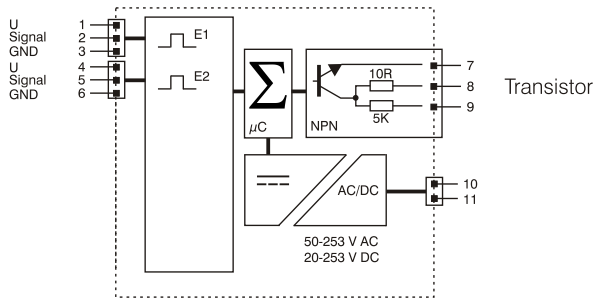 U 1
Signal 2
GND 3
U 4
Signal 5
GND 6
E1
E2
Σ
µC
NPN
10R
5K
7
8
9
Transistor
AC/DC
10
11
50-253 V AC
20-253 V DC